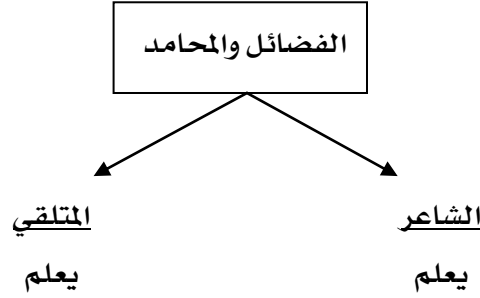 الفضائل والمحامد
الشاعر
المتلقي
يعلم
يعلم